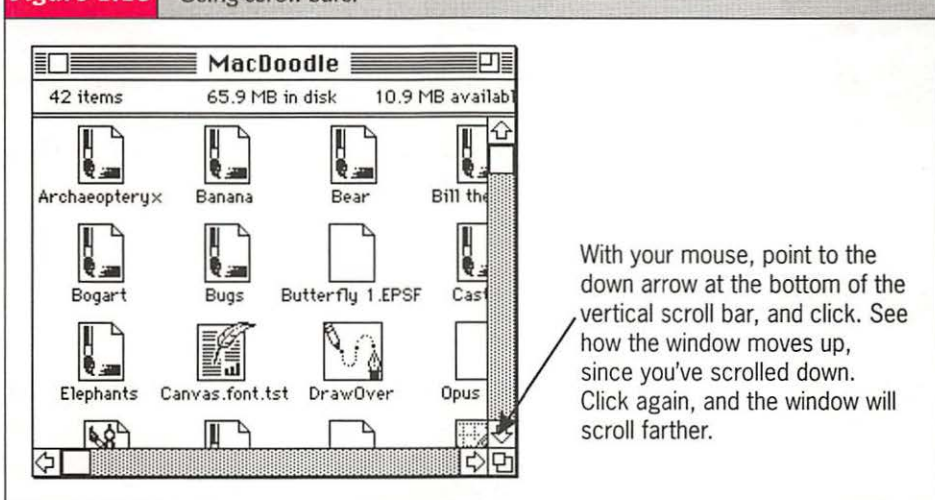 Using scroll bars.
MacDoodle
42 items 65.9 MB in disk 10.9 MB availabl
Archaeopteryx Banana Bear Bill the
Bogart Bugs Butterfly 1.EPSF Cast
Elephants Canvas.font.tst DrawOver Opus
With your mouse, point to the
down arrow at the bottom of the
vertical scroll bar, and click. See
how the window moves up,
since you've scrolled down.
Click again, and the window will
scroll farther.